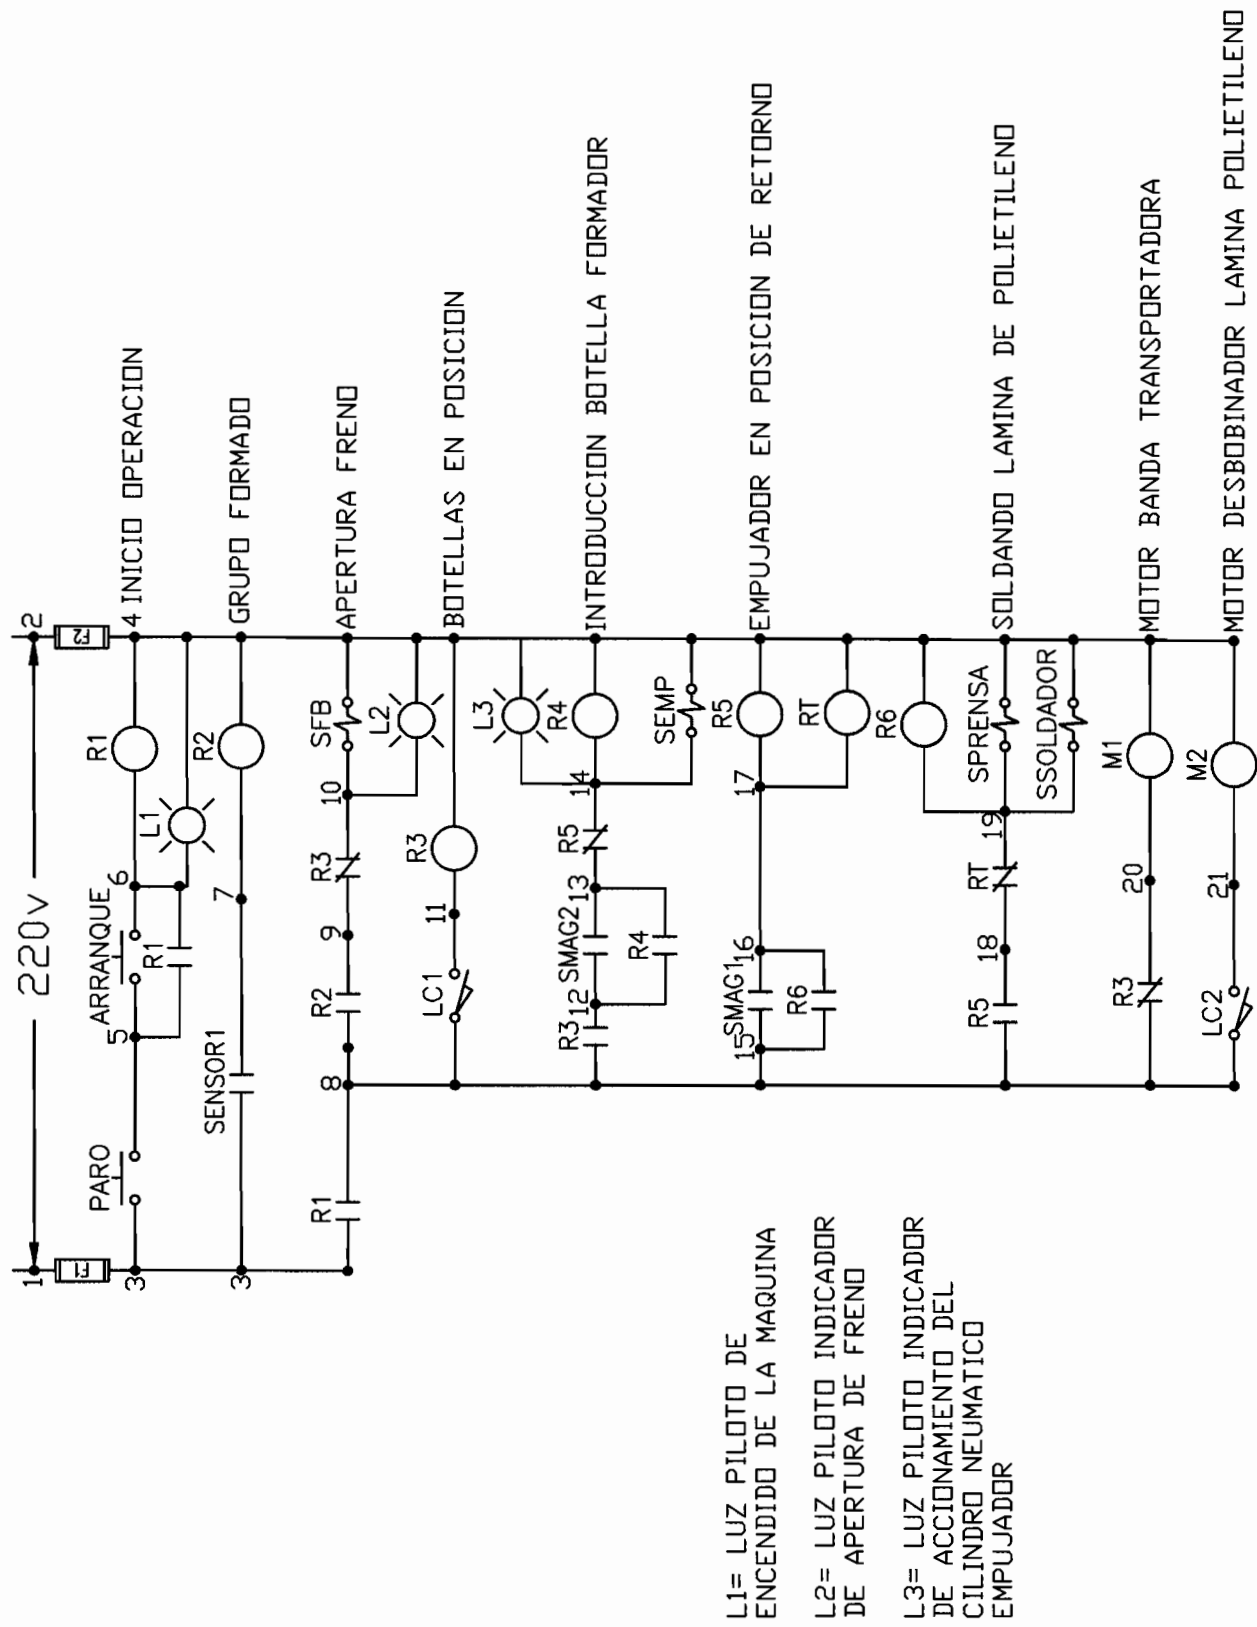 220v
1
2
F1
F2
3
PARO
5
ARRANQUE
6
R1
4 INICIO OPERACION
R1
L1
3
SENSOR1
7
R2
GRUPO FORMADO
R1
8
R2
9
R3
10
SFB
APERTURA FRENO
L2
LC1
11
R3
BOTELLAS EN POSICION
L3
R3
12
SMAG2
13
R5
14
R4
INTRODUCCION BOTELLA FORMADOR
R4
SEMP
15
SMAG1
16
17
R5
EMPUJADOR EN POSICION DE RETORNO
R6
RT
R6
R5
18
RT
19
SPRENSA
SOLDANDO LAMINA DE POLIETILENO
SSOLDADOR
R3
20
M1
MOTOR BANDA TRANSPORTADORA
LC2
21
M2
MOTOR DESBOBINADOR LAMINA POLIETILENO
L1= LUZ PILOTO DE
ENCENDIDO DE LA MAQUINA
L2= LUZ PILOTO INDICADOR
DE APERTURA DE FRENO
L3= LUZ PILOTO INDICADOR
DE ACCIONAMIENTO DEL
CILINDRO NEUMATICO
EMPUJADOR